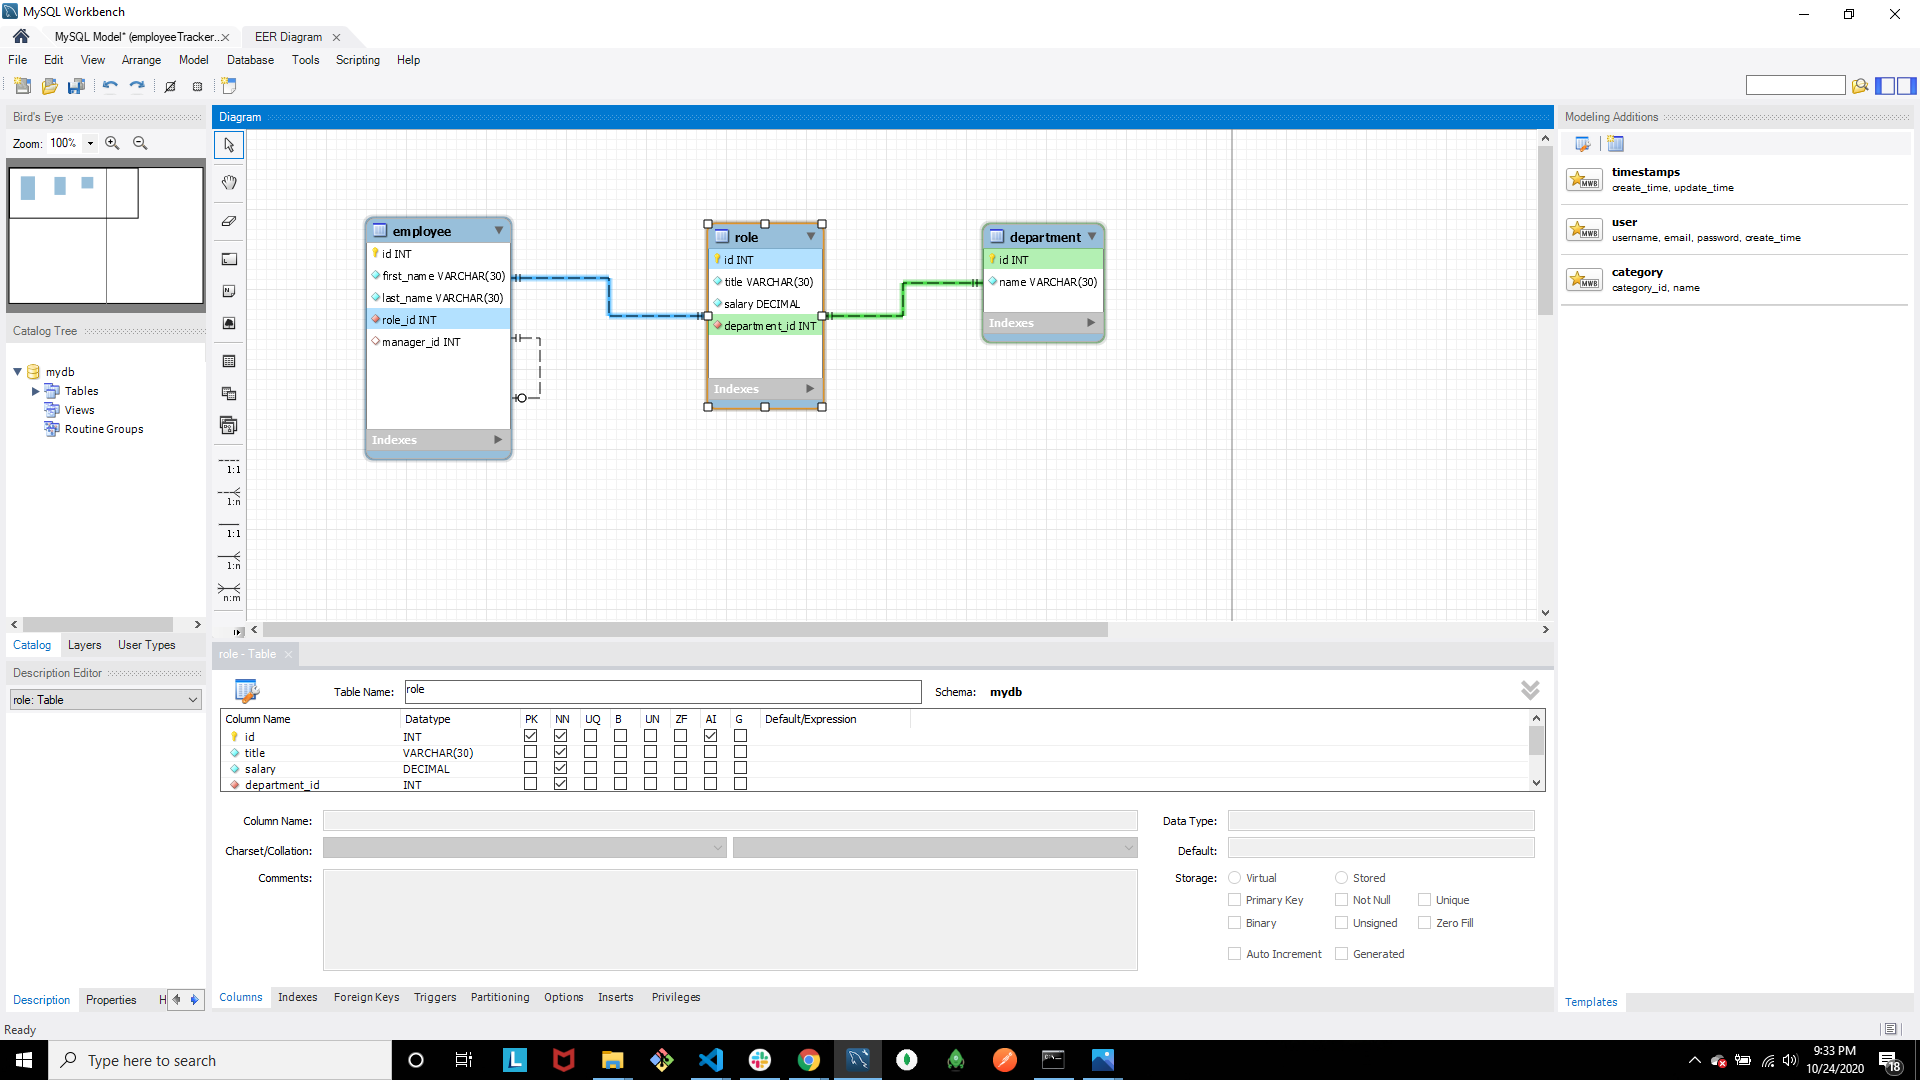 MySQL Workbench
MySQL Model* (employeeTracker.. EER Diagram
File Edit View Arrange Model Database Tools Scripting Help
Bird's Eye
Zoom: 100%
Catalog Tree
mydb
Tables
Views
Routine Groups
Catalog Layers User Types
Description Editor
role: Table
Description Properties H
Diagram
1:1
1:n
1:1
1:n
n:m
employee
id INT
first_name VARCHAR(30)
last_name VARCHAR(30)
role_id INT
manager_id INT
Indexes
role
id INT
title VARCHAR(30)
salary DECIMAL
department_id INT
Indexes
department
id INT
name VARCHAR(30)
Indexes
role - Table
Table Name: role Schema: mydb
Column Name Datatype PK NN UQ B UN ZF AI G Default/Expression
id INT
title VARCHAR(30)
salary DECIMAL
department_id INT
Column Name: Data Type:
Charset/Collation: Default:
Comments: Storage: Virtual Stored
Primary Key Not Null Unique
Binary Unsigned Zero Fill
Auto Increment Generated
Columns Indexes Foreign Keys Triggers Partitioning Options Inserts Privileges
Modeling Additions
MWB
timestamps
create_time, update_time
MWB
user
username, email, password, create_time
MWB
category
category_id, name
Templates
Ready
Type here to search
L
9:33 PM
10/24/2020
18